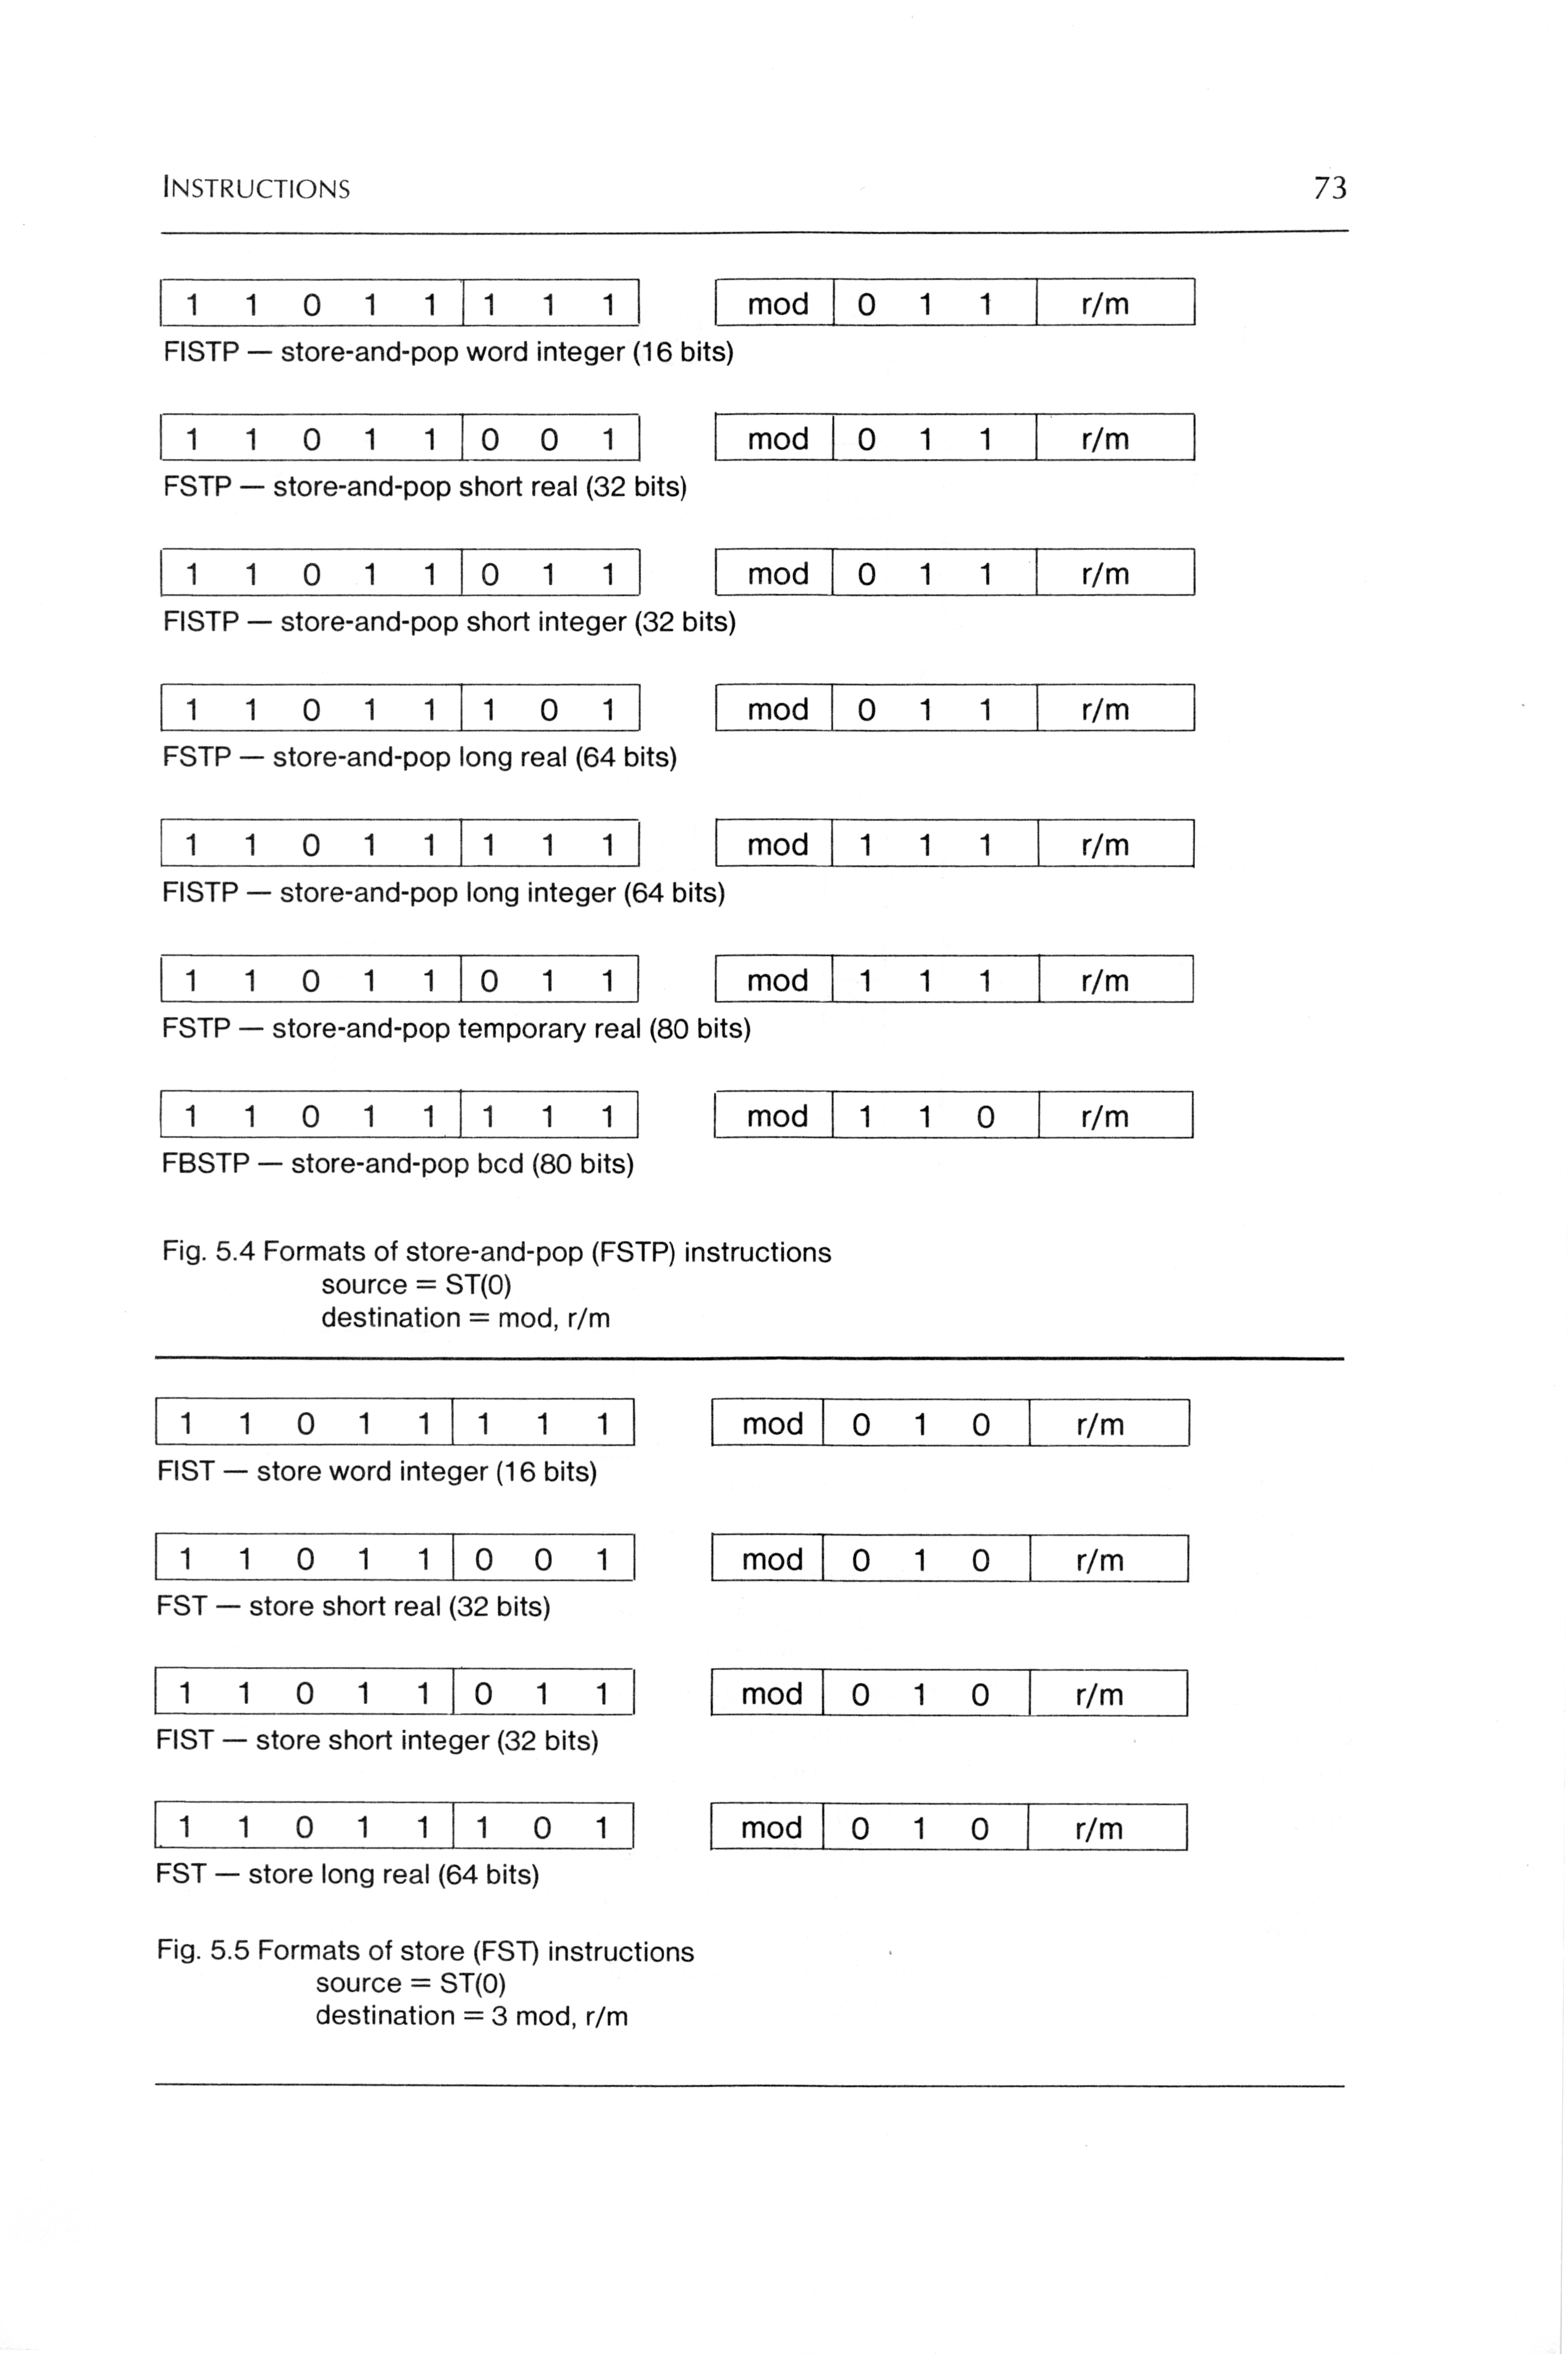 INSTRUCTIONS 73
1 1 0 1 1 1 1 1 mod 0 1 1 r/m
FISTP — store-and-pop word integer (16 bits)
1 1 0 1 1 0 0 1 mod 0 1 1 r/m
FSTP — store-and-pop short real (32 bits)
1 1 0 1 1 0 1 1 mod 0 1 1 r/m
FISTP — store-and-pop short integer (32 bits)
1 1 0 1 1 1 0 1 mod 0 1 1 r/m
FSTP — store-and-pop long real (64 bits)
1 1 0 1 1 1 1 1 mod 1 1 1 r/m
FISTP — store-and-pop long integer (64 bits)
1 1 0 1 1 0 1 1 mod 1 1 1 r/m
FSTP — store-and-pop temporary real (80 bits)
1 1 0 1 1 1 1 1 mod 1 1 0 r/m
FBSTP — store-and-pop bcd (80 bits)
Fig. 5.4 Formats of store-and-pop (FSTP) instructions
source = ST(0)
destination = mod, r/m
1 1 0 1 1 1 1 1 mod 0 1 0 r/m
FIST — store word integer (16 bits)
1 1 0 1 1 0 0 1 mod 0 1 0 r/m
FST — store short real (32 bits)
1 1 0 1 1 0 1 1 mod 0 1 0 r/m
FIST — store short integer (32 bits)
1 1 0 1 1 1 0 1 mod 0 1 0 r/m
FST — store long real (64 bits)
Fig. 5.5 Formats of store (FST) instructions
source = ST(0)
destination = 3 mod, r/m